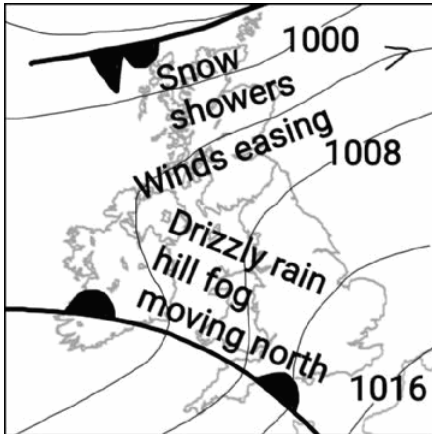 1000
Snow
showers
Winds easing
1008
Drizzly rain
hill fog
moving north
1016